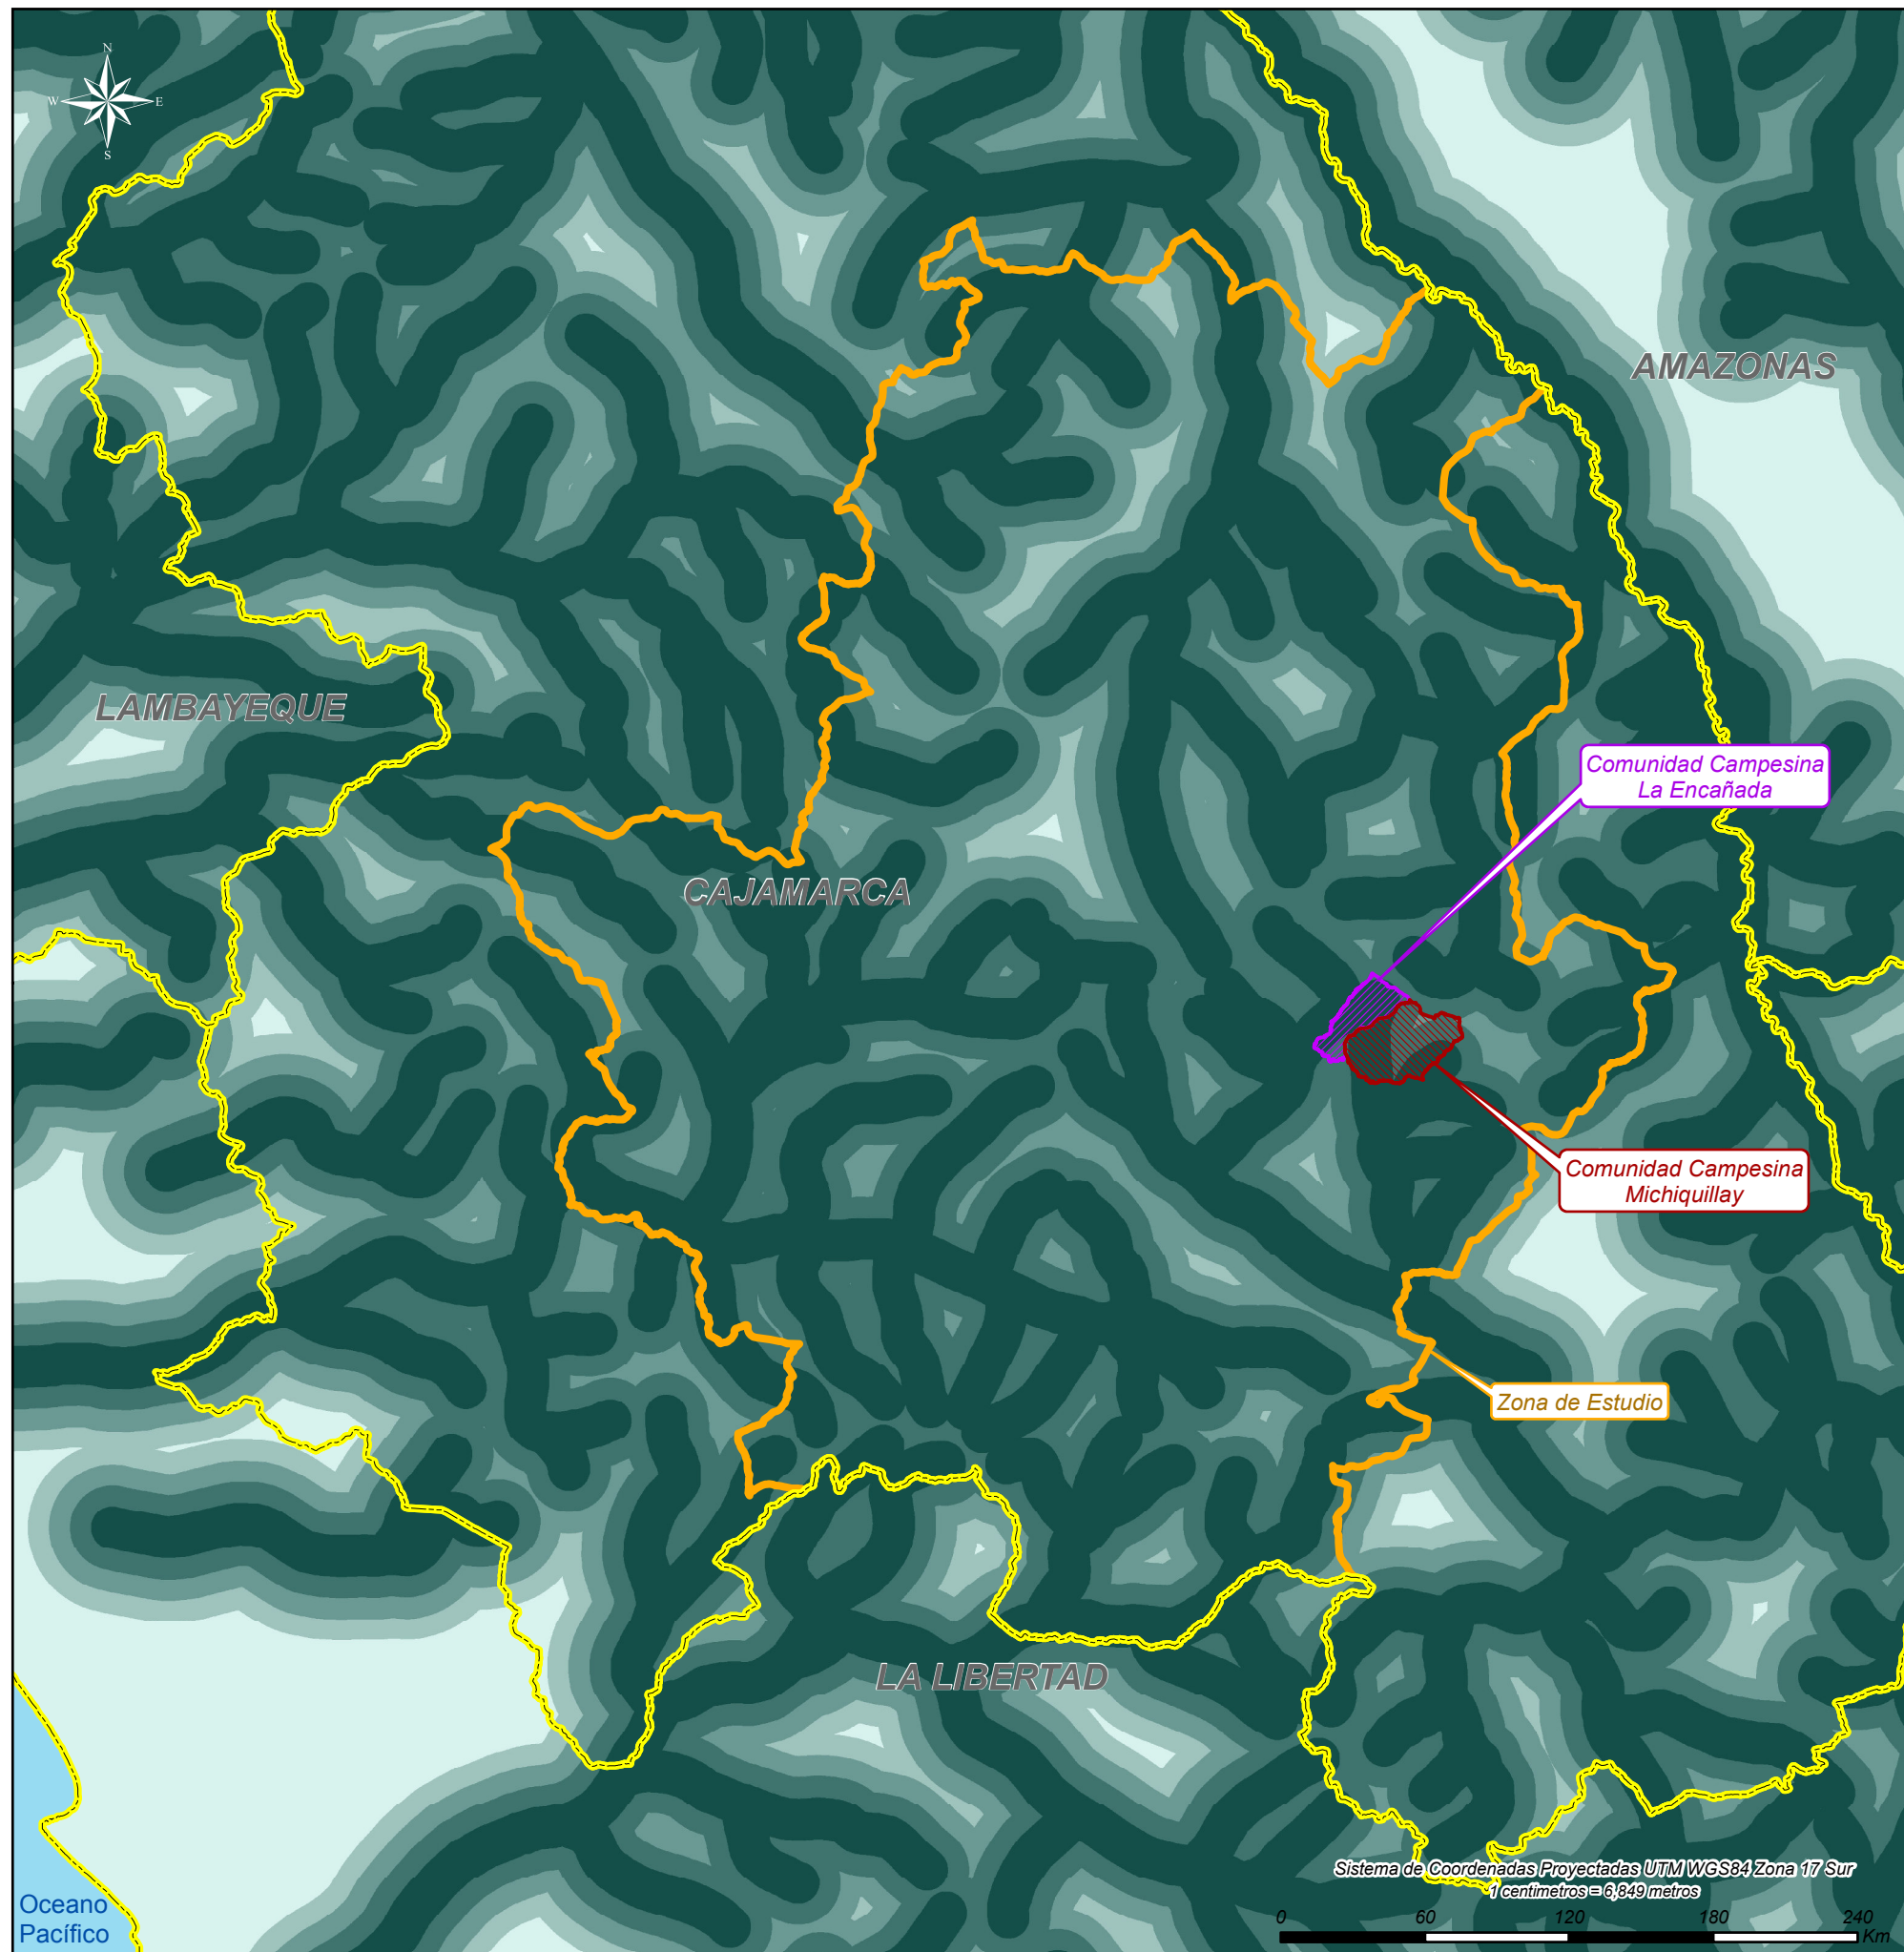 N
W E
S
AMAZONAS
LAMBAYEQUE
Comunidad Campesina
La Encañada
CAJAMARCA
Comunidad Campesina
Michiquillay
Zona de Estudio
LA LIBERTAD
Sistema de Coordenadas Proyectadas UTM WGS84 Zona 17 Sur
1 centimetros = 6,849 metros
Oceano
Pacífico
0 60 120 180 240
Km